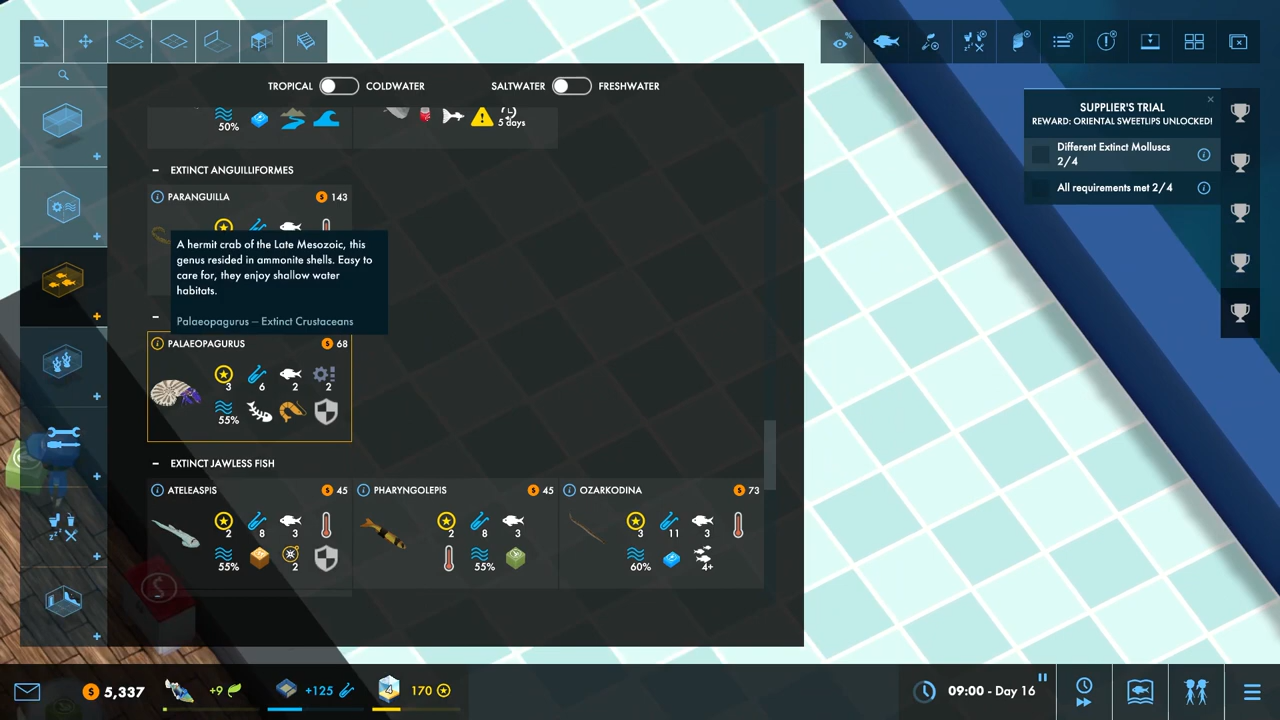 TROPICAL COLDWATER SALTWATER FRESHWATER
50% 5 days
SUPPLIER'S TRIAL
REWARD: ORIENTAL SWEETLIPS UNLOCKED!
Different Extinct Molluscs
2/4
All requirements met 2/4
EXTINCT ANGUILLIFORMES
PARANGUILLA 143
A hermit crab of the Late Mesozoic, this
genus resided in ammonite shells. Easy to
care for, they enjoy shallow water
habitats.
Palaeopagurus – Extinct Crustaceans
PALAEOPAGURUS 68
3 6 2 2
55%
EXTINCT JAWLESS FISH
ATELEASPIS 45 PHARYNGOLEPIS 45 OZARKODINA 73
2 8 3 2 8 3 3 11 3
55% 2 55% 60% 4+
5,337 +9 +125 4 170 09:00 - Day 16